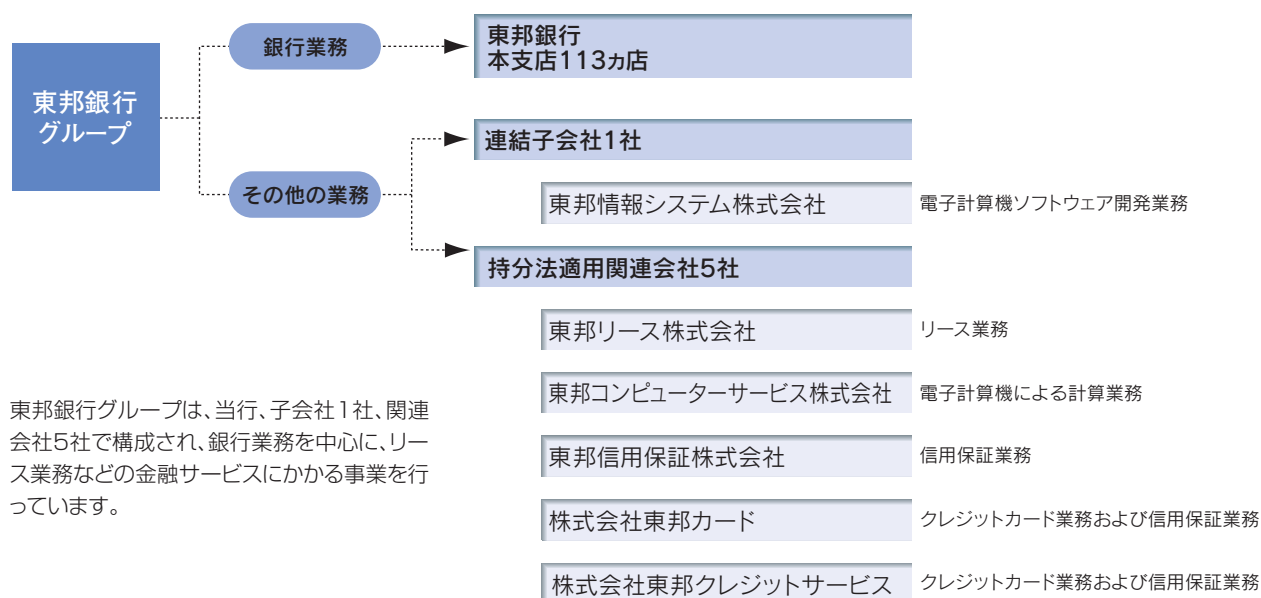 東邦銀行
グループ
銀行業務
東邦銀行
本支店113ヵ店
その他の業務
連結子会社1社
東邦情報システム株式会社 電子計算機ソフトウェア開発業務
持分法適用関連会社5社
東邦リース株式会社 リース業務
東邦コンピューターサービス株式会社 電子計算機による計算業務
東邦信用保証株式会社 信用保証業務
株式会社東邦カード クレジットカード業務および信用保証業務
株式会社東邦クレジットサービス クレジットカード業務および信用保証業務
東邦銀行グループは、当行、子会社1社、関連
会社5社で構成され、銀行業務を中心に、リー
ス業務などの金融サービスにかかる事業を行
っています。